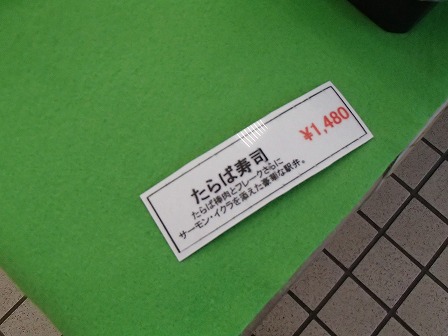 たらば寿司
¥1,480
たらば棒肉とフレークさらに
サーモン・イクラを添えた豪華な駅弁。